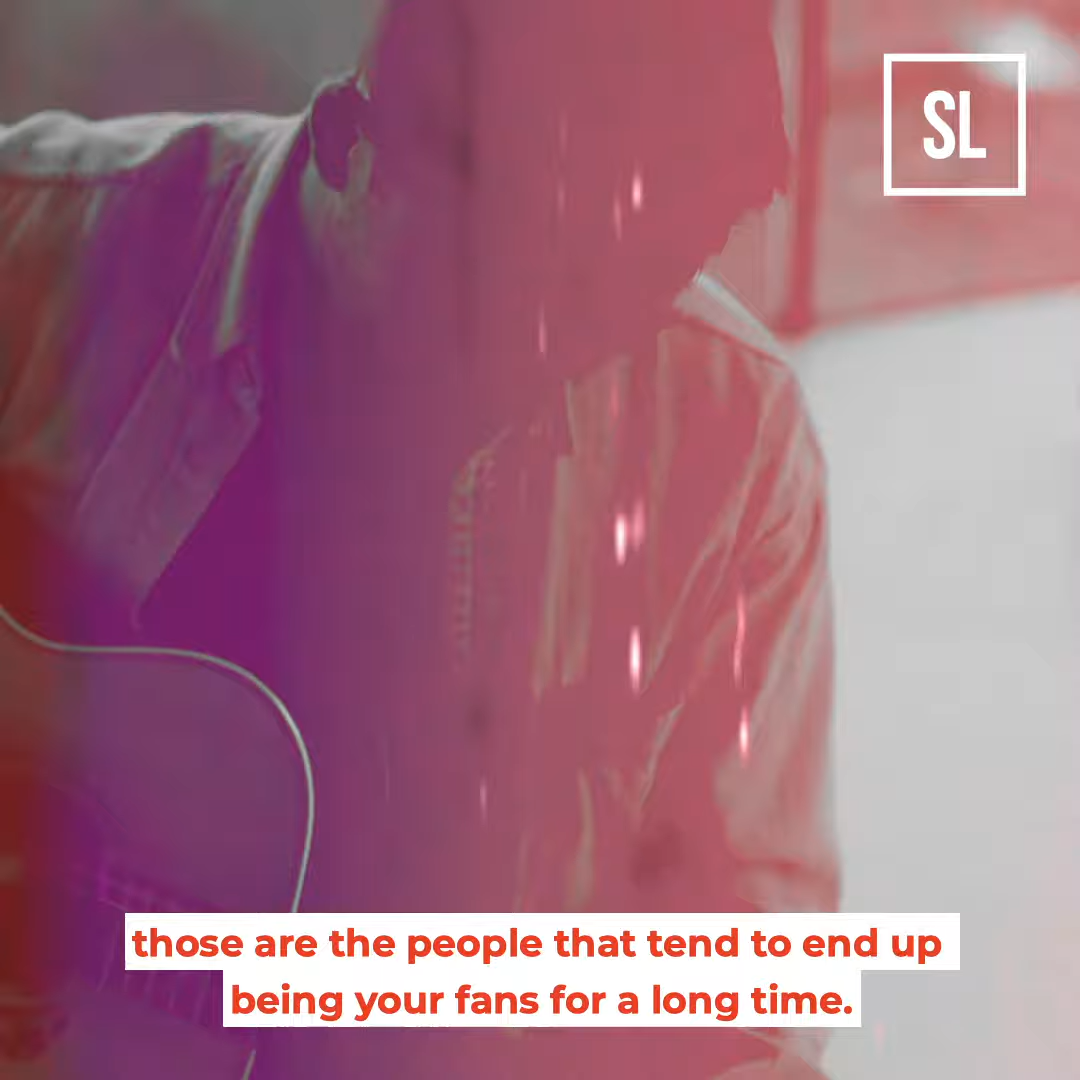 SL
those are the people that tend to end up
being your fans for a long time.